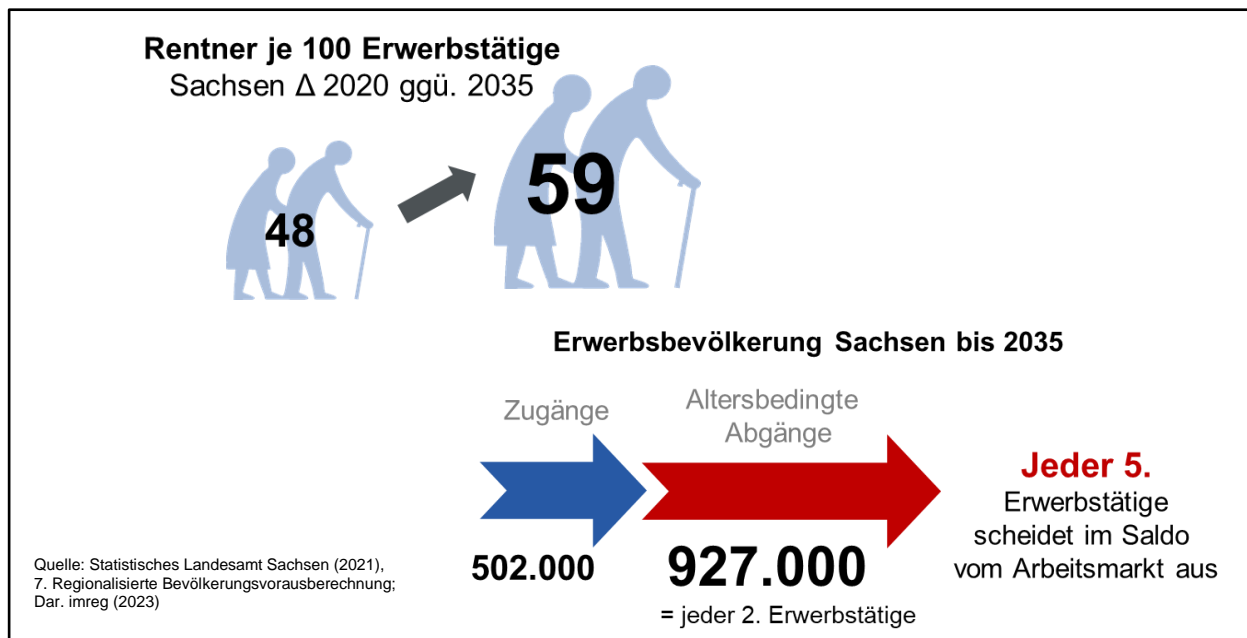 Rentner je 100 Erwerbstätige
Sachsen Δ 2020 ggü. 2035
48
59
Erwerbsbevölkerung Sachsen bis 2035
Zugänge
Altersbedingte
Abgänge
502.000
927.000
= jeder 2. Erwerbstätige
Jeder 5.
Erwerbstätige
scheidet im Saldo
vom Arbeitsmarkt aus
Quelle: Statistisches Landesamt Sachsen (2021),
7. Regionalisierte Bevölkerungsvorausberechnung;
Dar. imreg (2023)